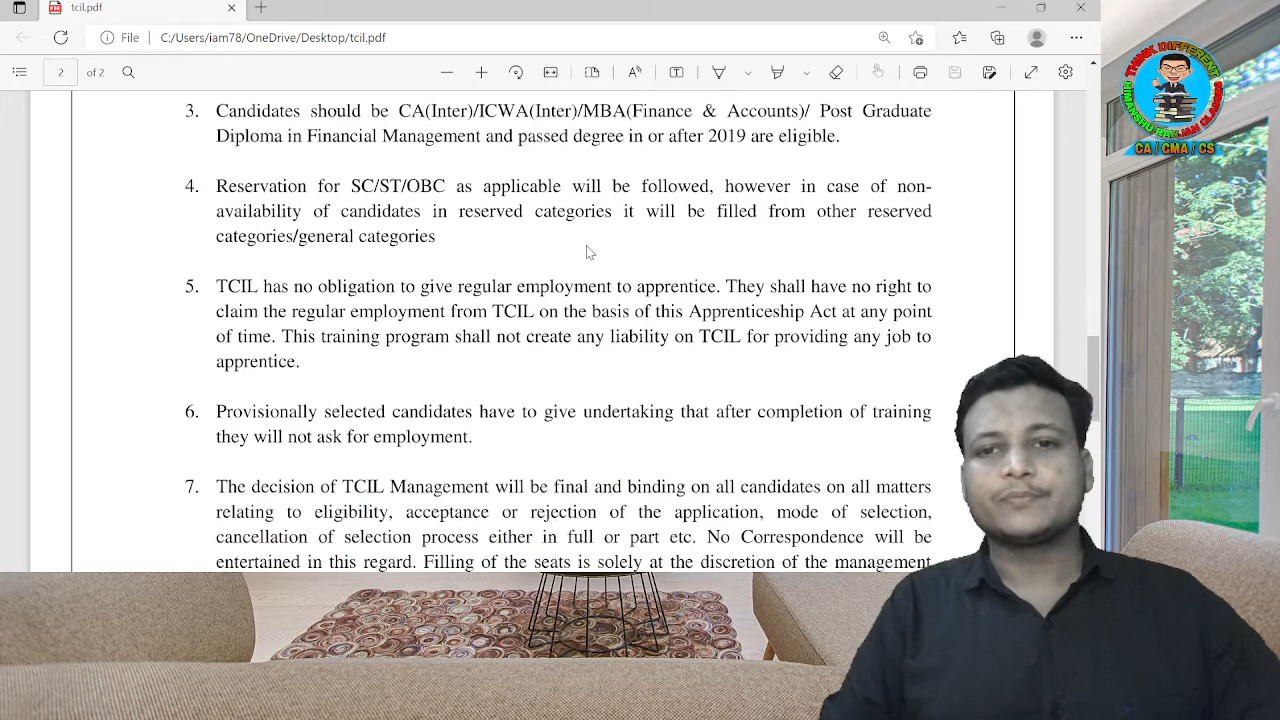 tcil.pdf
File
C:/Users/iam78/OneDrive/Desktop/tcil.pdf
2 of 2
3. Candidates should be CA(Inter)/ICWA(Inter)/MBA(Finance & Accounts)/ Post Graduate
Diploma in Financial Management and passed degree in or after 2019 are eligible.
4. Reservation for SC/ST/OBC as applicable will be followed, however in case of non-
availability of candidates in reserved categories it will be filled from other reserved
categories/general categories
5. TCIL has no obligation to give regular employment to apprentice. They shall have no right to
claim the regular employment from TCIL on the basis of this Apprenticeship Act at any point
of time. This training program shall not create any liability on TCIL for providing any job to
apprentice.
6. Provisionally selected candidates have to give undertaking that after completion of training
they will not ask for employment.
7. The decision of TCIL Management will be final and binding on all candidates on all matters
relating to eligibility, acceptance or rejection of the application, mode of selection,
cancellation of selection process either in full or part etc. No Correspondence will be
entertained in this regard. Filling of the seats is solely at the discretion of the management
THINK DIFFERENT
HIMANSHU RANJAN CLASSES
CA / CMA / CS